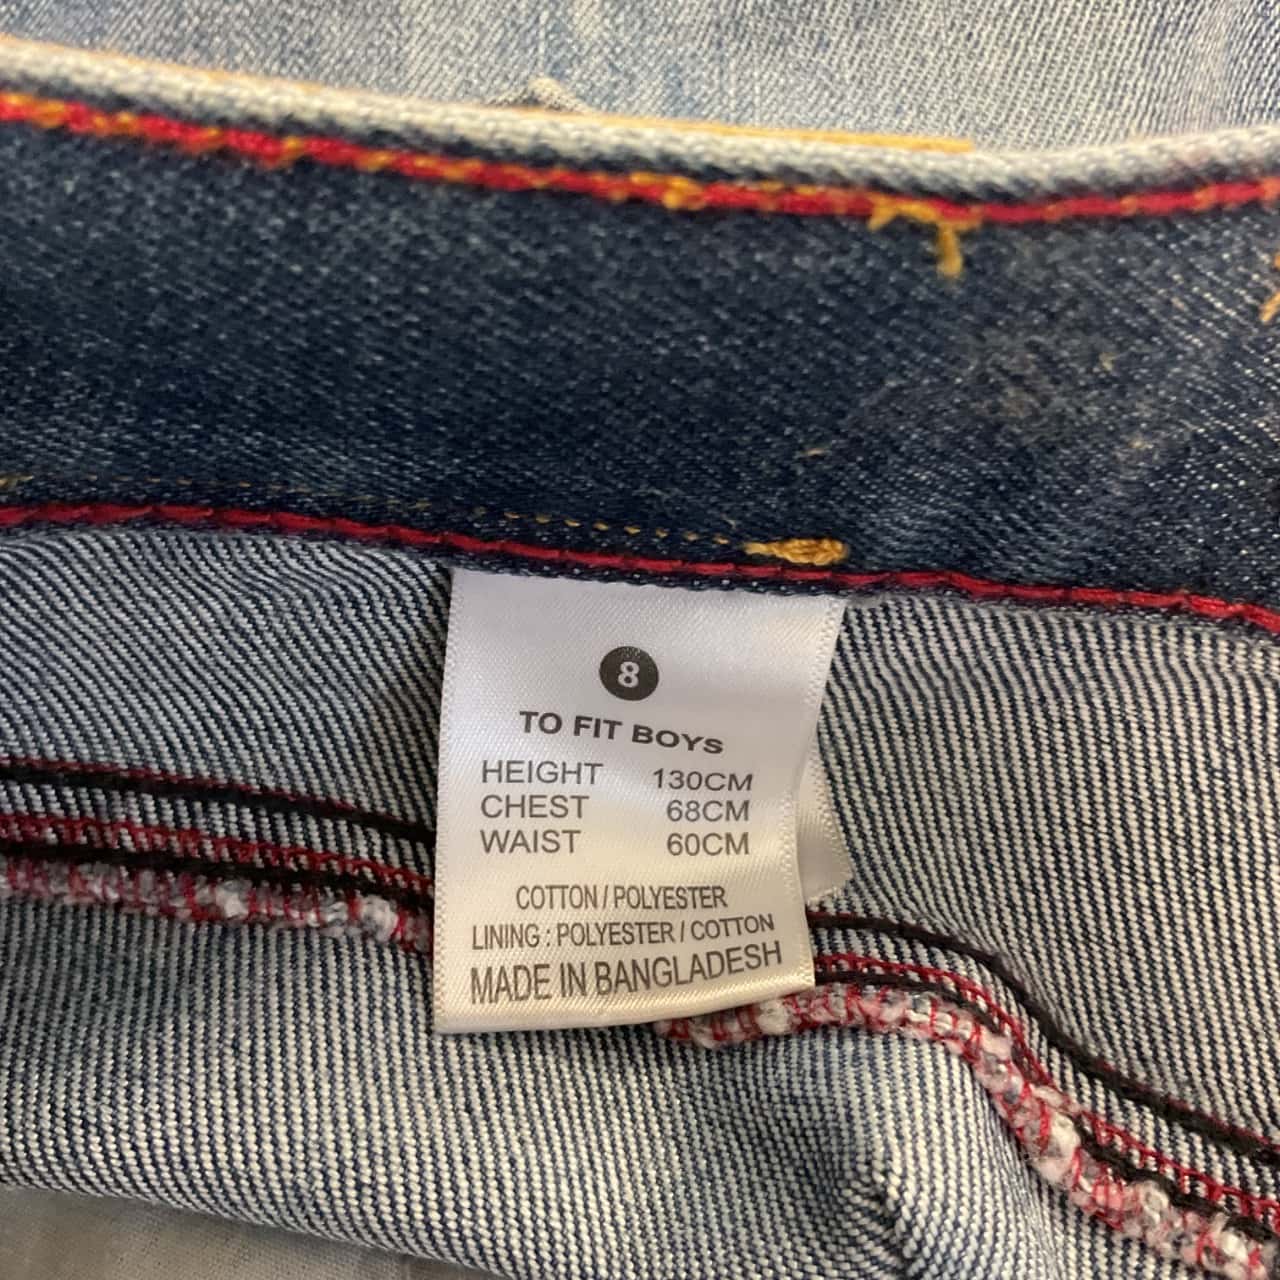 8
TO FIT BOYS
HEIGHT 130CM
CHEST 68CM
WAIST 60CM
COTTON / POLYESTER
LINING : POLYESTER / COTTON
MADE IN BANGLADESH